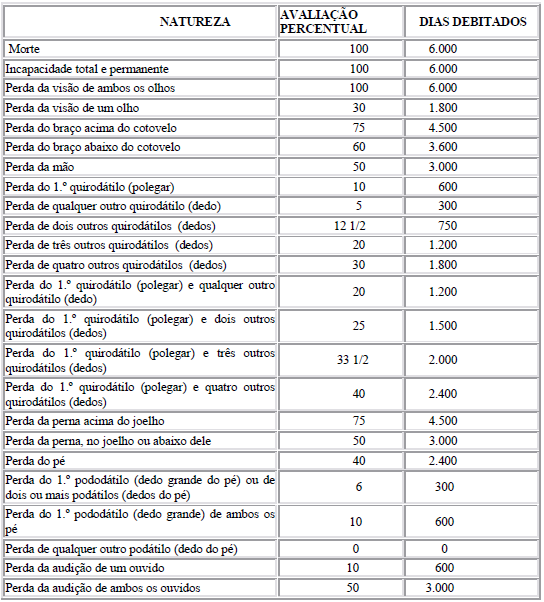 NATUREZA AVALIAÇÃO PERCENTUAL DIAS DEBITADOS
Morte 100 6.000
Incapacidade total e permanente 100 6.000
Perda da visão de ambos os olhos 100 6.000
Perda da visão de um olho 30 1.800
Perda do braço acima do cotovelo 75 4.500
Perda do braço abaixo do cotovelo 60 3.600
Perda da mão 50 3.000
Perda do 1.º quirodátilo (polegar) 10 600
Perda de qualquer outro quirodátilo (dedo) 5 300
Perda de dois outros quirodátilos (dedos) 12 1/2 750
Perda de três outros quirodátilos (dedos) 20 1.200
Perda de quatro outros quirodátilos (dedos) 30 1.800
Perda do 1.º quirodátilo (polegar) e qualquer outro
quirodátilo (dedo) 20 1.200
Perda do 1.º quirodátilo (polegar) e dois outros
quirodátilos (dedos) 25 1.500
Perda do 1.º quirodátilo (polegar) e três outros
quirodátilos (dedos) 33 1/2 2.000
Perda do 1.º quirodátilo (polegar) e quatro outros
quirodátilos (dedos) 40 2.400
Perda da perna acima do joelho 75 4.500
Perda da perna, no joelho ou abaixo dele 50 3.000
Perda do pé 40 2.400
Perda do 1.º pododátilo (dedo grande do pé) ou de
dois ou mais podátilos (dedos do pé) 6 300
Perda do 1.º pododátilo (dedo grande) de ambos os
pé 10 600
Perda de qualquer outro podátilo (dedo do pé) 0 0
Perda da audição de um ouvido 10 600
Perda da audição de ambos os ouvidos 50 3.000